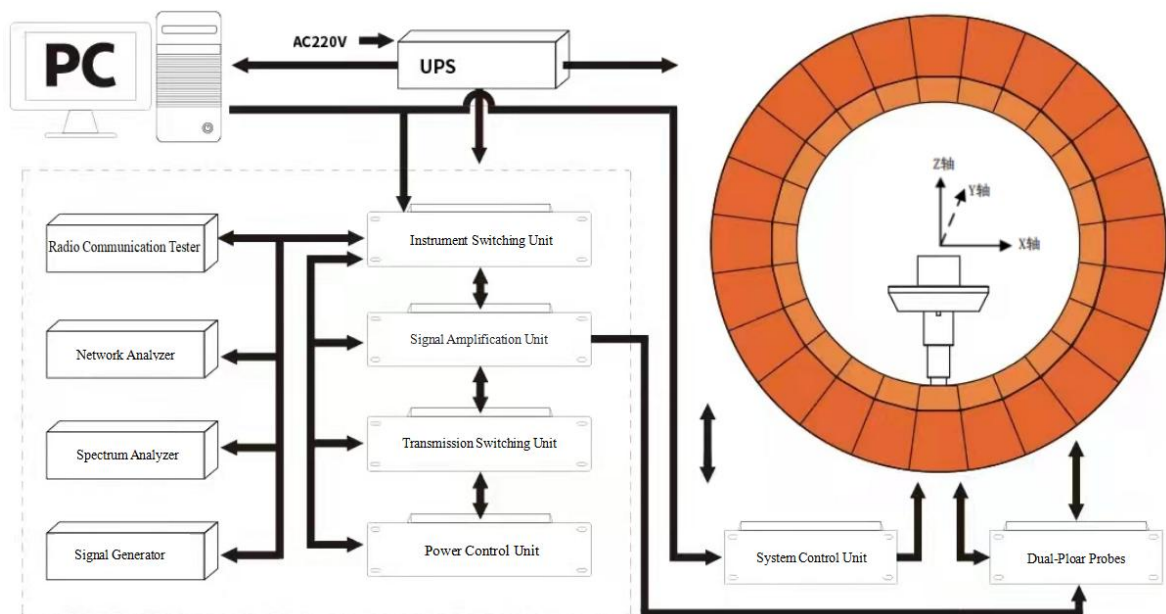 PC
AC220V
UPS
Z轴
Y轴
X轴
Radio Communication Tester
Instrument Switching Unit
Network Analyzer
Signal Amplification Unit
Spectrum Analyzer
Transmission Switching Unit
Signal Generator
Power Control Unit
System Control Unit
Dual-Ploar Probes